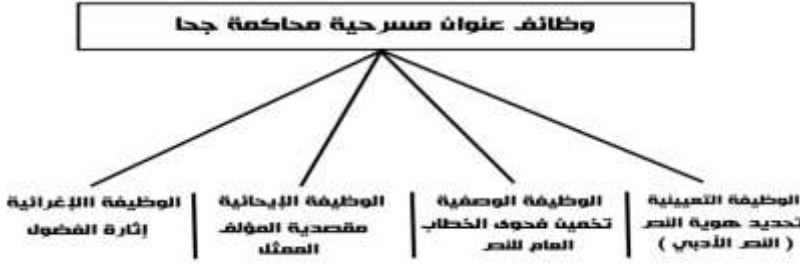 وظائف عنوان مسرحية محاكمة جحا
الوظيفة التعيينية
تحديد هوية النص
( النص الأدبي )
الوظيفة الوصفية
تخمين فحوى الخطاب
العام للنص
الوظيفة الإيحائية
مقصدية المؤلف
الممثل
الوظيفة االإغرائية
إثارة الفضول